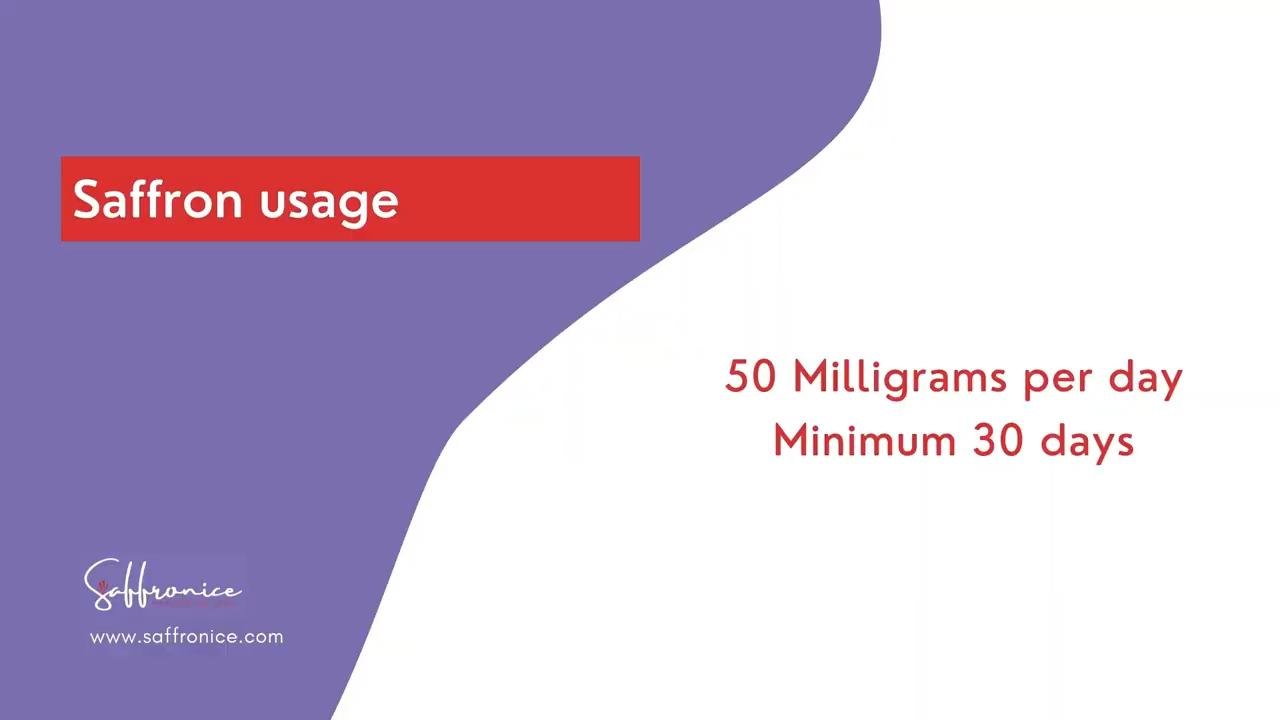 Saffron usage
50 Milligrams per day
Minimum 30 days
Saffronice
www.saffronice.com